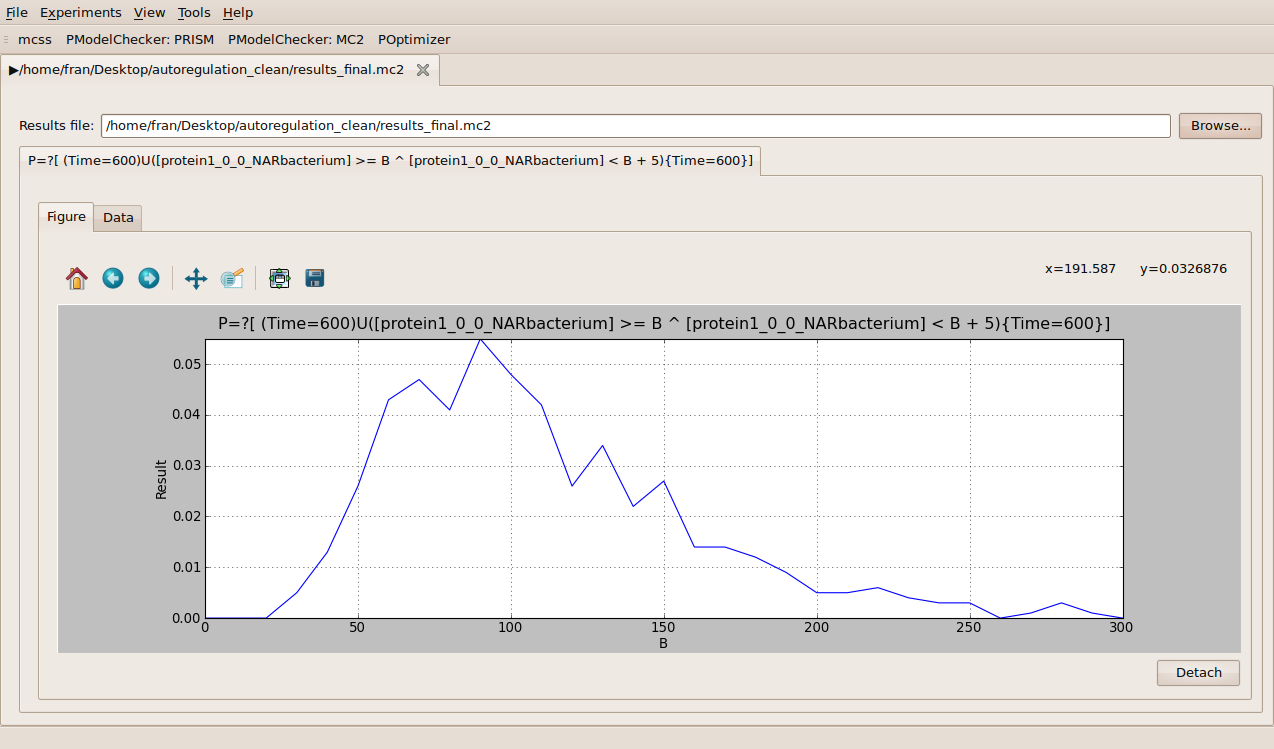 File Experiments View Tools Help
mcss PModelChecker: PRISM PModelChecker: MC2 POptimizer
▶/home/fran/Desktop/autoregulation_clean/results_final.mc2
Results file: /home/fran/Desktop/autoregulation_clean/results_final.mc2 Browse...
P=?[ (Time=600)U([protein1_0_0_NARbacterium] >= B ^ [protein1_0_0_NARbacterium] < B + 5){Time=600}]
Figure Data
x=191.587 y=0.0326876
P=?[ (Time=600)U([protein1_0_0_NARbacterium] >= B ^ [protein1_0_0_NARbacterium] < B + 5){Time=600}]
0.05
0.04
0.03
0.02
0.01
0.00
Result
0 50 100 150 200 250 300
B
Detach